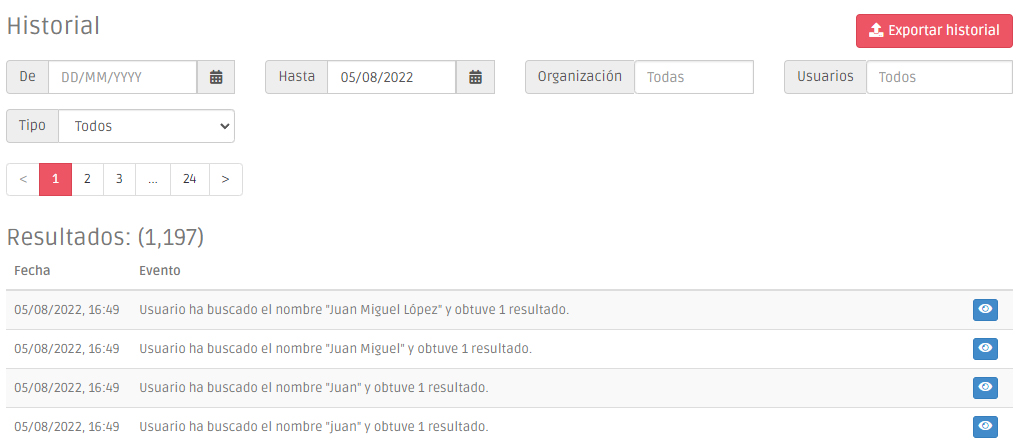 Historial
Exportar historial
De DD/MM/YYYY Hasta 05/08/2022 Organización Todas Usuarios Todos
Tipo Todos
< 1 2 3 ... 24 >
Resultados: (1,197)
Fecha Evento
05/08/2022, 16:49 Usuario ha buscado el nombre "Juan Miguel López" y obtuve 1 resultado.
05/08/2022, 16:49 Usuario ha buscado el nombre "Juan Miguel" y obtuve 1 resultado.
05/08/2022, 16:49 Usuario ha buscado el nombre "Juan" y obtuve 1 resultado.
05/08/2022, 16:49 Usuario ha buscado el nombre "juan" y obtuve 1 resultado.